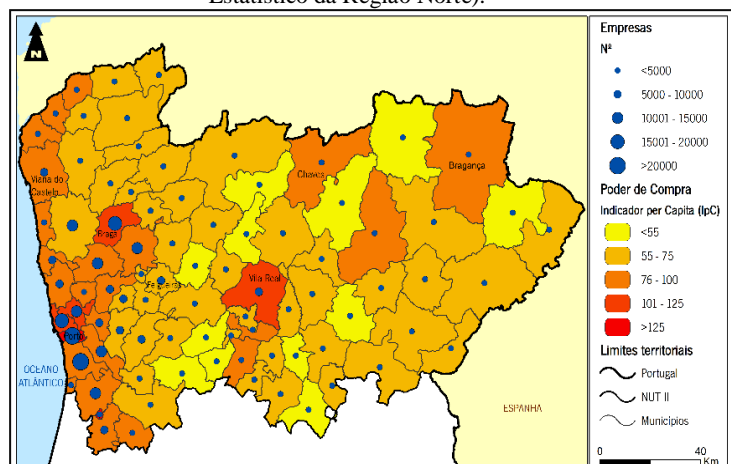 Estatístico da Região Norte).
N
Viana do
Castelo
Braga
Chaves
Bragança
Felgueiras
Vila Real
Porto
OCEANO
ATLÂNTICO
ESPANHA
Empresas
Nº
<5000
5000 - 10000
10001 - 15000
15001 - 20000
>20000
Poder de Compra
Indicador per Capita (IpC)
<55
55 - 75
76 - 100
101 - 125
>125
Limites territoriais
Portugal
NUT II
Municípios
0 40
Km